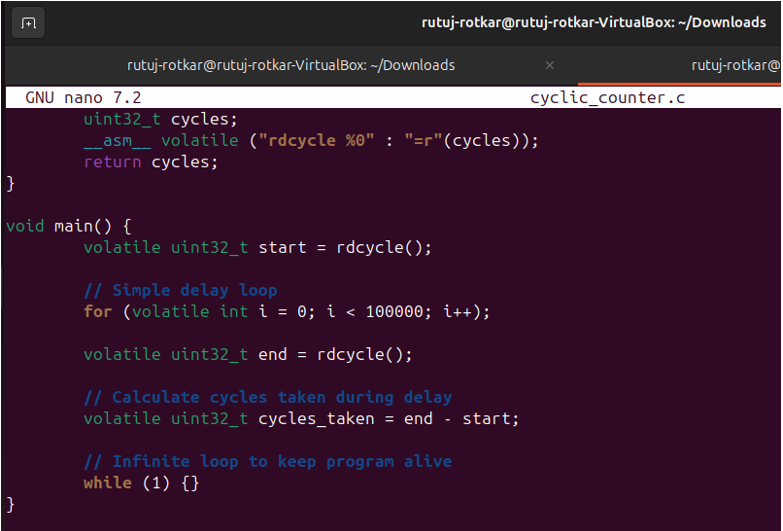 rutuj-rotkar@rutuj-rotkar-VirtualBox: ~/Downloads
rutuj-rotkar@rutuj-rotkar-VirtualBox: ~/Downloads × rutuj-rotkar@
GNU nano 7.2 cyclic_counter.c
uint32_t cycles;
__asm__ volatile ("rdcycle %0" : "=r"(cycles));
return cycles;
}
void main() {
volatile uint32_t start = rdcycle();
// Simple delay loop
for (volatile int i = 0; i < 100000; i++);
volatile uint32_t end = rdcycle();
// Calculate cycles taken during delay
volatile uint32_t cycles_taken = end - start;
// Infinite loop to keep program alive
while (1) {}
}